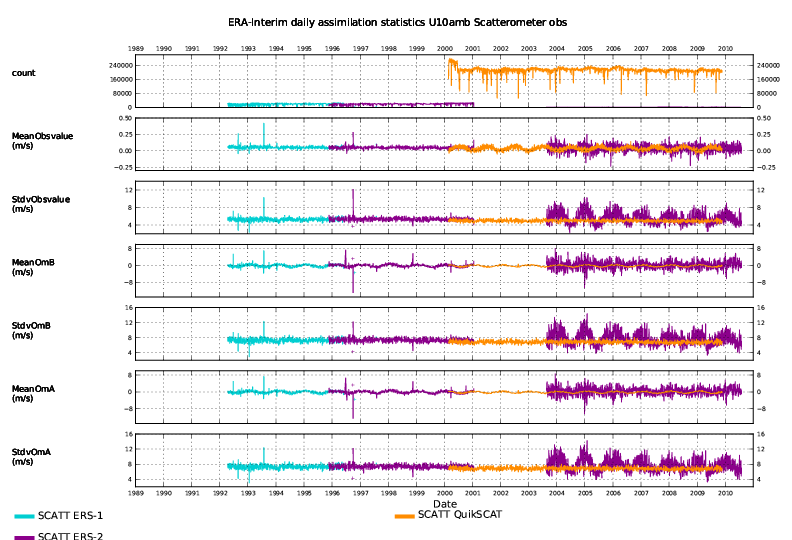 ERA-Interim daily assimilation statistics U10amb Scatterometer obs
1989 1990 1991 1992 1993 1994 1995 1996 1997 1998 1999 2000 2001 2002 2003 2004 2005 2006 2007 2008 2009 2010
count
240000 240000
160000 160000
80000 80000
0 0
MeanObsvalue
(m/s)
0.50 0.50
0.25 0.25
0.00 0.00
−0.25 −0.25
StdvObsvalue
(m/s)
12 12
8 8
4 4
MeanOmB
(m/s)
8 8
0 0
−8 −8
StdvOmB
(m/s)
16 16
12 12
8 8
4 4
MeanOmA
(m/s)
8 8
0 0
−8 −8
StdvOmA
(m/s)
16 16
12 12
8 8
4 4
1989 1990 1991 1992 1993 1994 1995 1996 1997 1998 1999 2000 2001 2002 2003 2004 2005 2006 2007 2008 2009 2010
Date
SCATT ERS-1 SCATT QuikSCAT
SCATT ERS-2